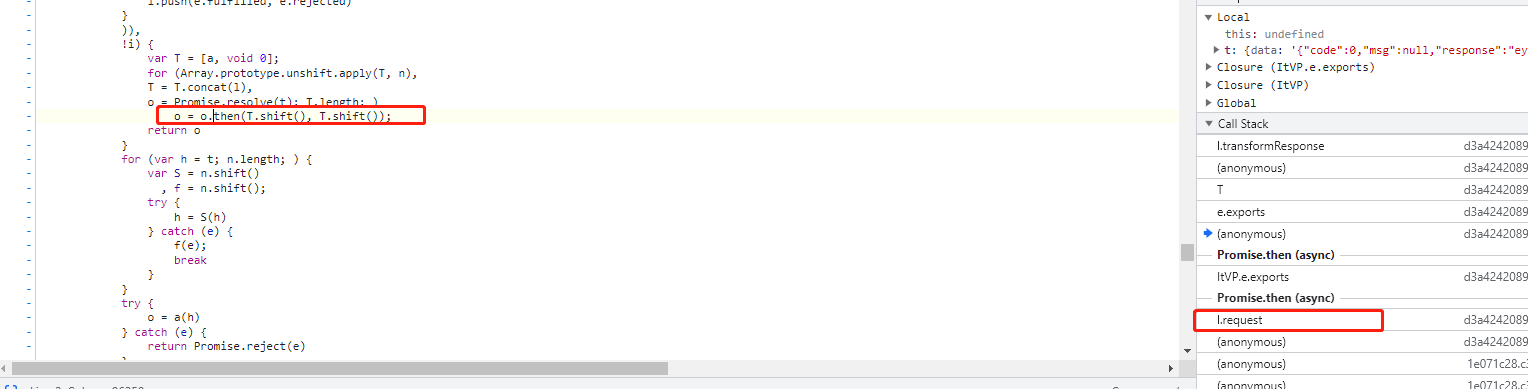 l.push(e.fulfilled, e.rejected)
}
)),
!i) {
var T = [a, void 0];
for (Array.prototype.unshift.apply(T, n),
T = T.concat(l),
o = Promise.resolve(t); T.length; )
o = o.then(T.shift(), T.shift());
return o
}
for (var h = t; n.length; ) {
var S = n.shift()
, f = n.shift();
try {
h = S(h)
} catch (e) {
f(e);
break
}
}
try {
o = a(h)
} catch (e) {
return Promise.reject(e)
Local
this: undefined
t: {data: '{"code":0,"msg":null,"response":"ey
Closure (ItVP.e.exports)
Closure (ItVP)
Global
Call Stack
l.transformResponse d3a4242089
(anonymous) d3a4242089
T d3a4242089
e.exports d3a4242089
(anonymous) d3a4242089
Promise.then (async)
ItVP.e.exports d3a4242089
Promise.then (async)
l.request d3a4242089
(anonymous) d3a4242089
(anonymous) 1e071c28.c
(anonymous)